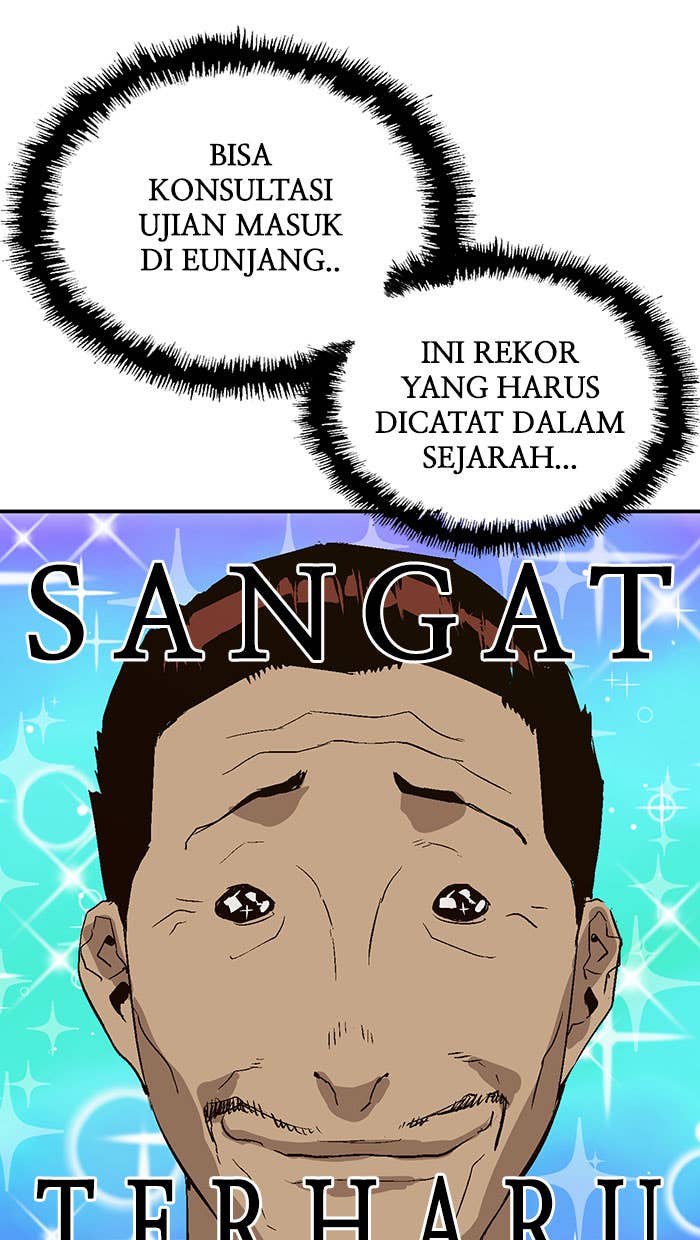 BISA
KONSULTASI
UJIAN MASUK
DI EUNJANG..
INI REKOR
YANG HARUS
DICATAT DALAM
SEJARAH...
SANGAT
TERHARU